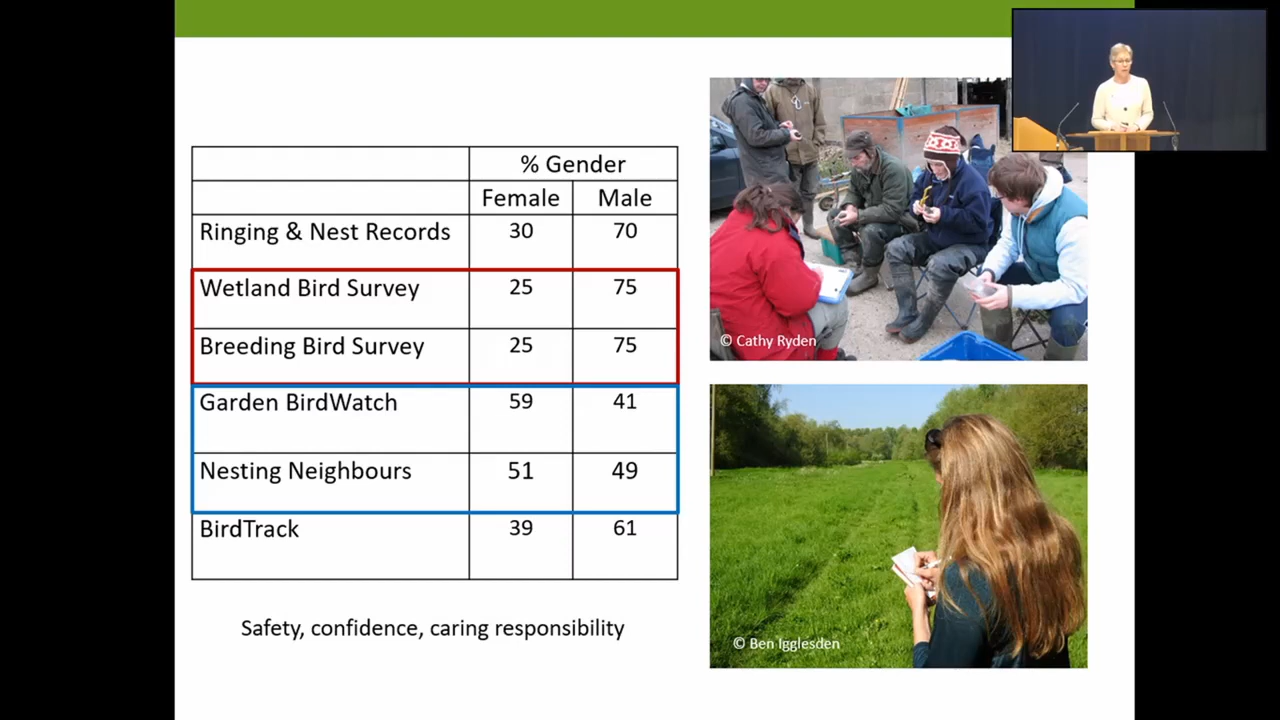 % Gender
Female Male
Ringing & Nest Records 30 70
Wetland Bird Survey 25 75
Breeding Bird Survey 25 75
Garden BirdWatch 59 41
Nesting Neighbours 51 49
BirdTrack 39 61
Safety, confidence, caring responsibility
© Cathy Ryden
© Ben Igglesden